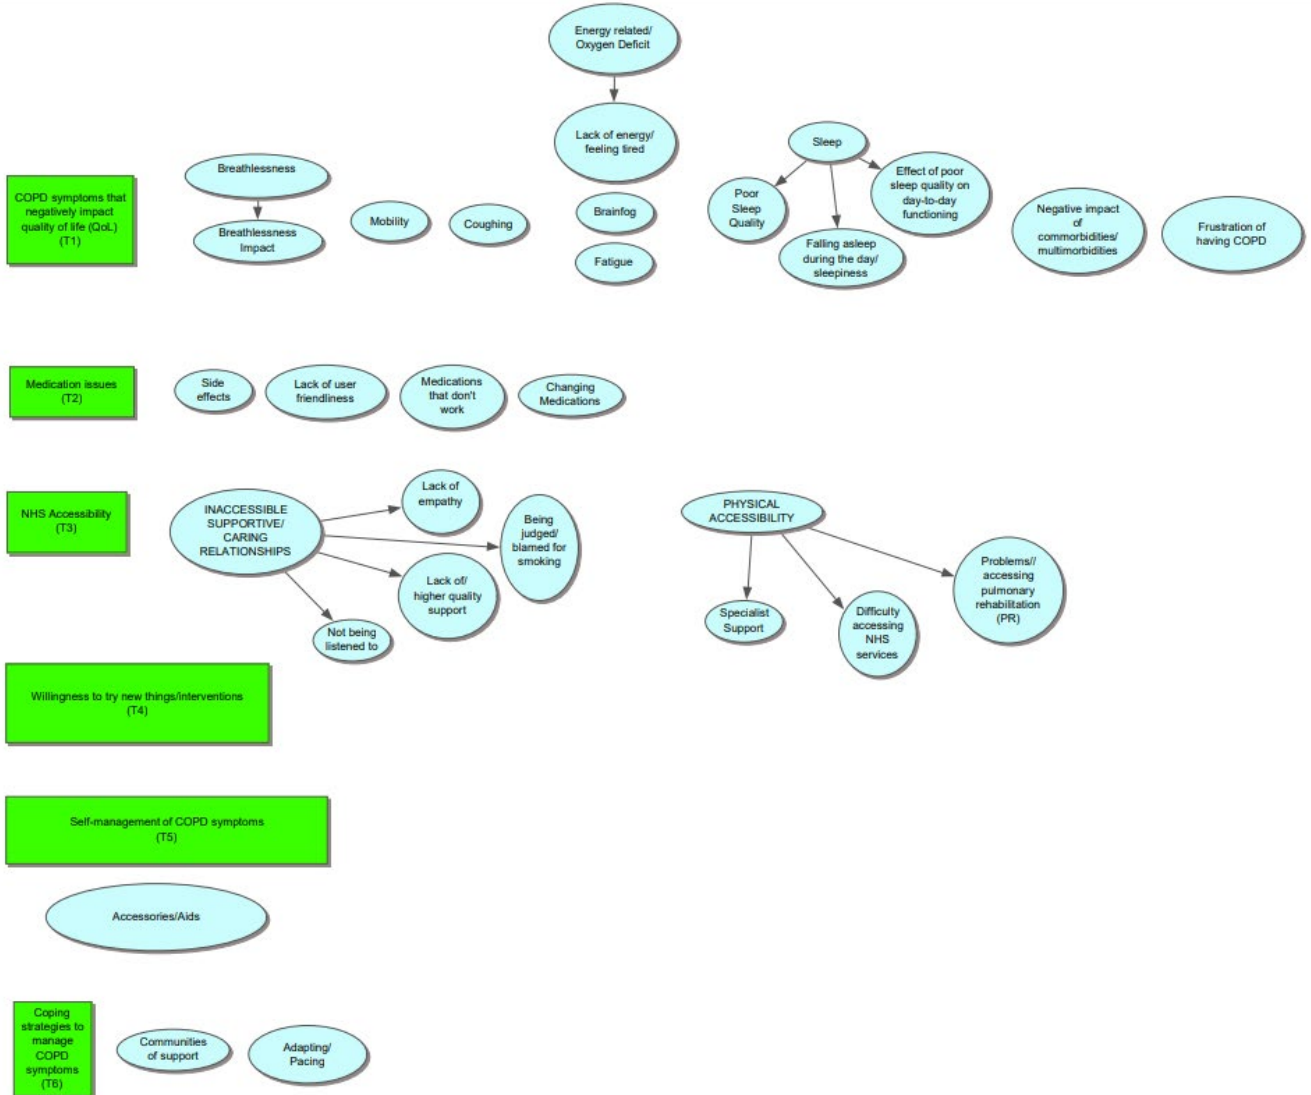 Energy related/
Oxygen Deficit
Lack of energy/
feeling tired
Brainfog
Fatigue
COPD symptoms that
negatively impact
quality of life (QoL)
(T1)
Breathlessness
Breathlessness
Impact
Mobility
Coughing
Sleep
Poor
Sleep
Quality
Falling asleep
during the day/
sleepiness
Effect of poor
sleep quality on
day-to-day
functioning
Negative impact
of
commorbidities/
multimorbidities
Frustration of
having COPD
Medication issues
(T2)
Side
effects
Lack of user
friendliness
Medications
that don't
work
Changing
Medications
NHS Accessibility
(T3)
INACCESSIBLE
SUPPORTIVE/
CARING
RELATIONSHIPS
Lack of
empathy
Being
judged/
blamed for
smoking
Lack of/
higher quality
support
Not being
listened to
PHYSICAL
ACCESSIBILITY
Specialist
Support
Difficulty
accessing
NHS
services
Problems//
accessing
pulmonary
rehabilitation
(PR)
Willingness to try new things/interventions
(T4)
Self-management of COPD symptoms
(T5)
Accessories/Aids
Coping
strategies to
manage
COPD
symptoms
(T6)
Communities
of support
Adapting/
Pacing